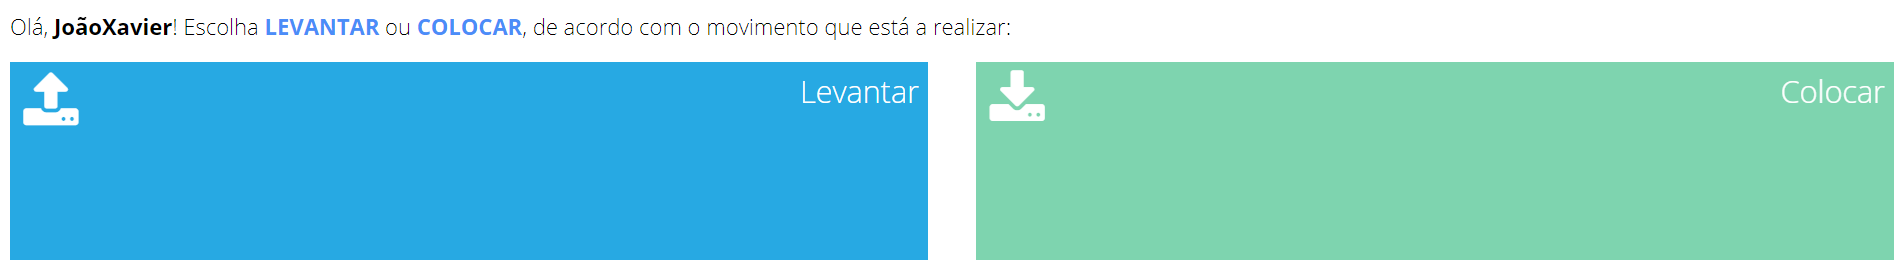 Olá, JoãoXavier! Escolha LEVANTAR ou COLOCAR, de acordo com o movimento que está a realizar:
Levantar
Colocar